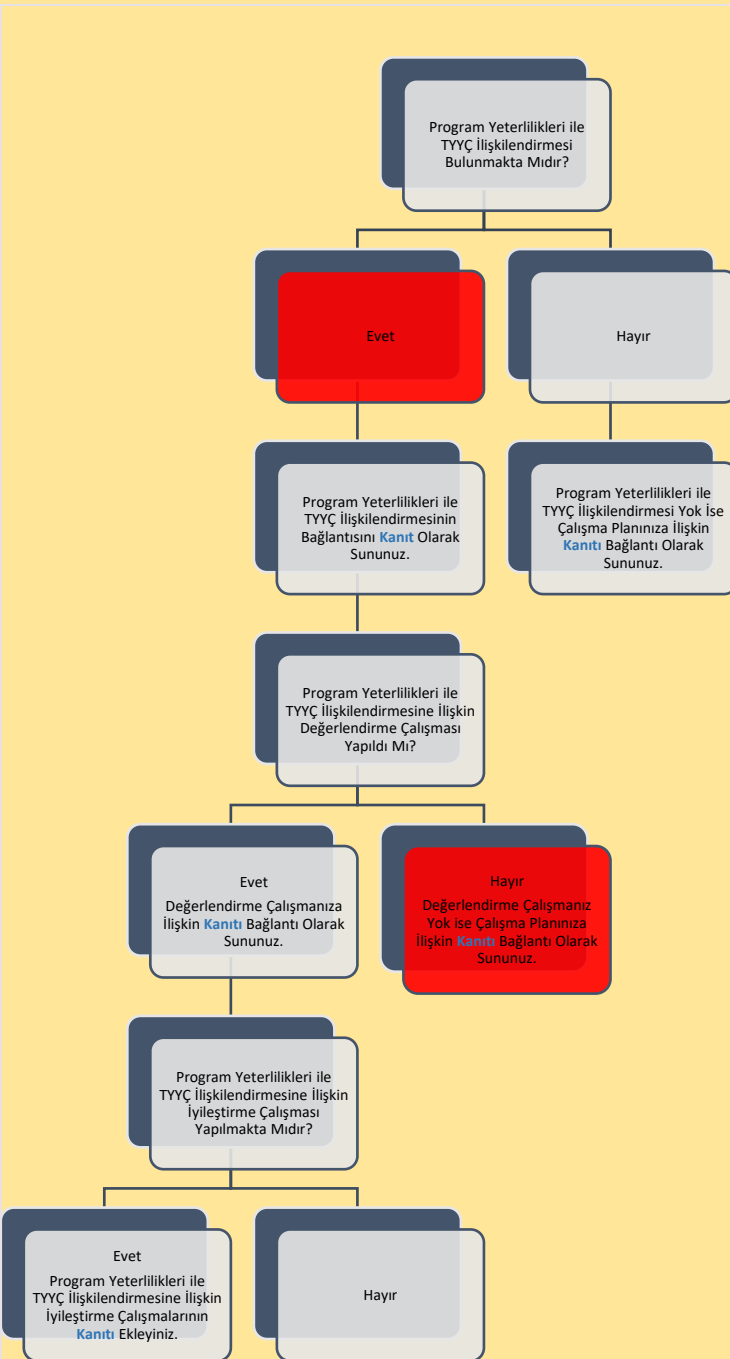 Program Yeterlilikleri ile
TYYÇ İlişkilendirmesi
Bulunmakta Mıdır?
Evet
Hayır
Program Yeterlilikleri ile
TYYÇ İlişkilendirmesinin
Bağlantısını Kanıt Olarak
Sununuz.
Program Yeterlilikleri ile
TYYÇ İlişkilendirmesi Yok İse
Çalışma Planınıza İlişkin
Kanıtı Bağlantı Olarak
Sununuz.
Program Yeterlilikleri ile
TYYÇ İlişkilendirmesine İlişkin
Değerlendirme Çalışması
Yapıldı Mı?
Evet
Değerlendirme Çalışmanıza
İlişkin Kanıtı Bağlantı Olarak
Sununuz.
Hayır
Değerlendirme Çalışmanız
Yok ise Çalışma Planınıza
İlişkin Kanıtı Bağlantı Olarak
Sununuz.
Program Yeterlilikleri ile
TYYÇ İlişkilendirmesine İlişkin
İyileştirme Çalışması
Yapılmakta Mıdır?
Evet
Program Yeterlilikleri ile
TYYÇ İlişkilendirmesine İlişkin
İyileştirme Çalışmalarının
Kanıtı Ekleyiniz.
Hayır